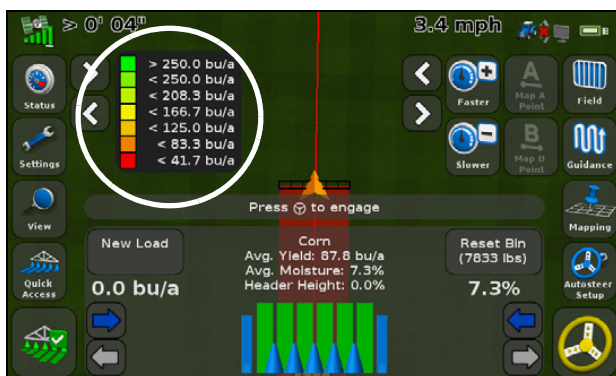 > 0' 04"
3.4 mph
> 250.0 bu/a
< 250.0 bu/a
< 208.3 bu/a
< 166.7 bu/a
< 125.0 bu/a
< 83.3 bu/a
< 41.7 bu/a
Status
Settings
View
Quick
Access
Faster
Slower
A
Map A
Point
B
Map B
Point
Field
Guidance
Mapping
Autosteer
Setup
Press to engage
New Load
0.0 bu/a
Corn
Avg. Yield: 87.8 bu/a
Avg. Moisture: 7.3%
Header Height: 0.0%
Reset Bin
(7833 lbs)
7.3%